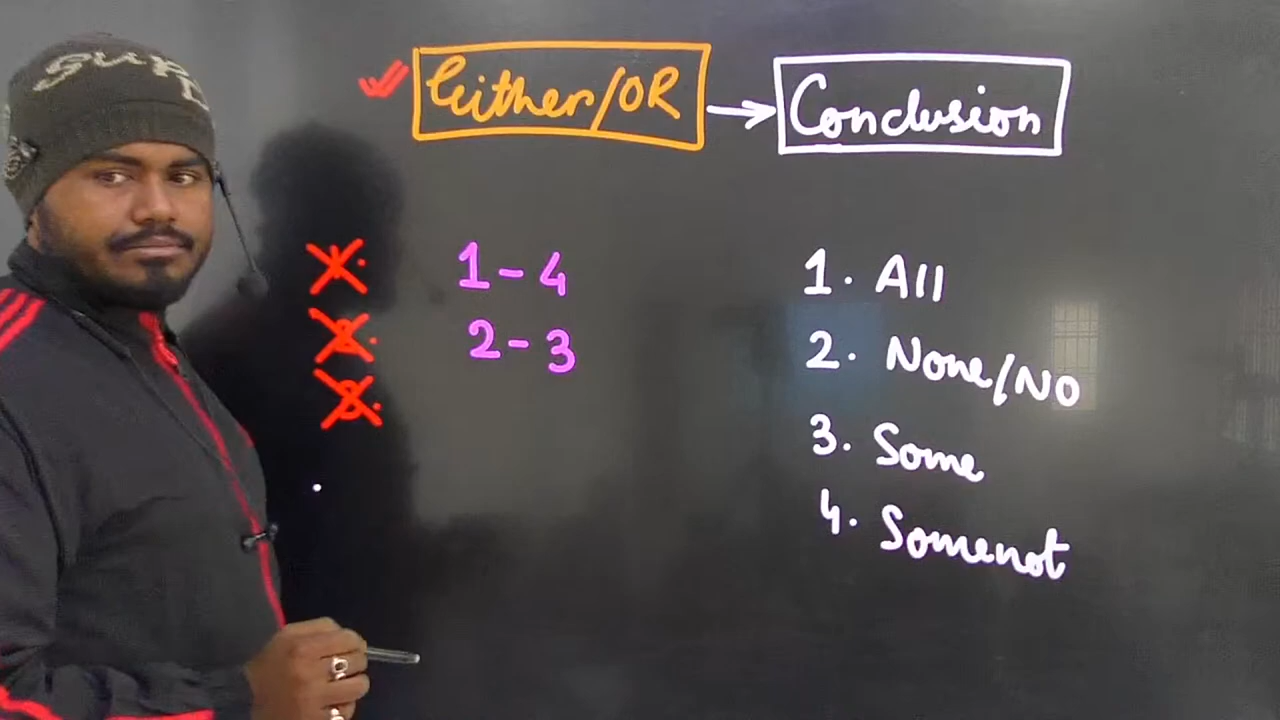 Either/OR → Conclusion
1-4
2-3
1. All
2. None/No
3. Some
4. Somenot